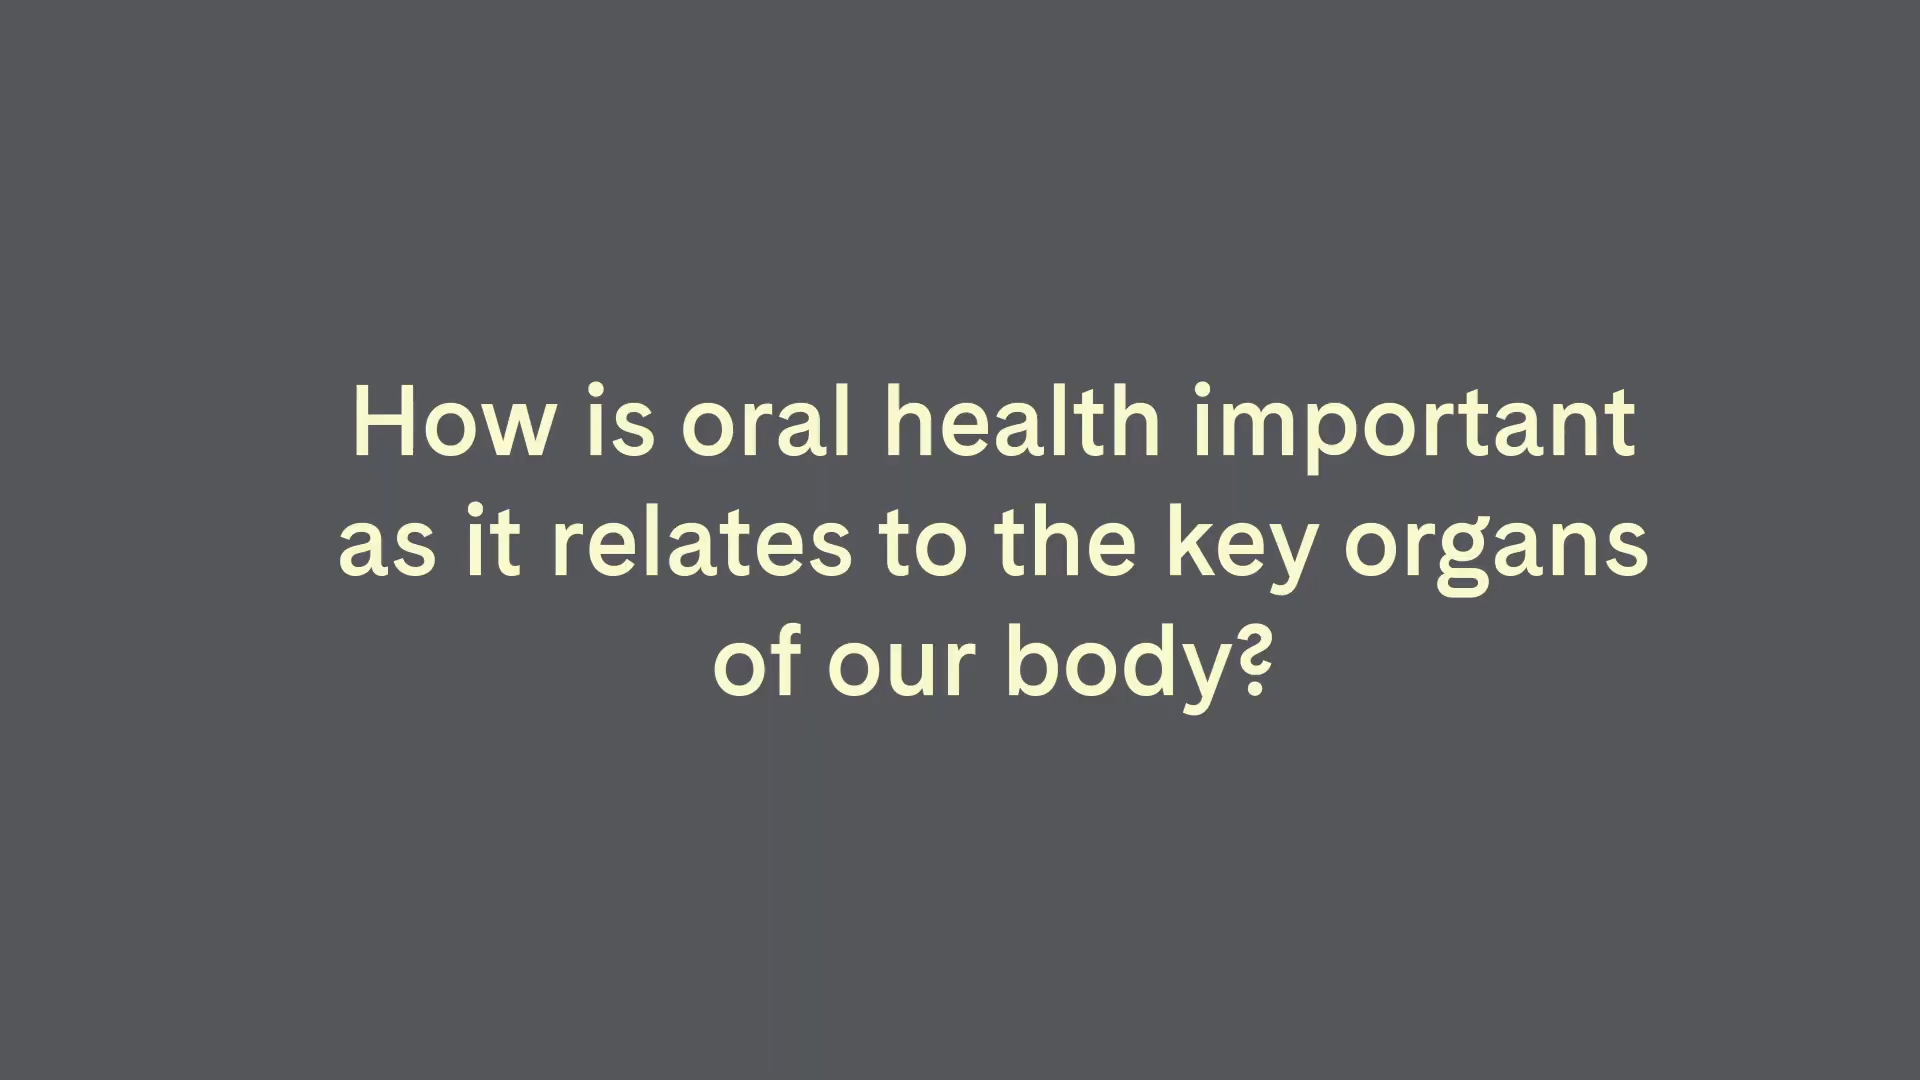 How is oral health important
as it relates to the key organs
of our body?